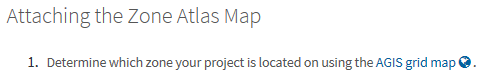 Attaching the Zone Atlas Map
1. Determine which zone your project is located on using the AGIS grid map.